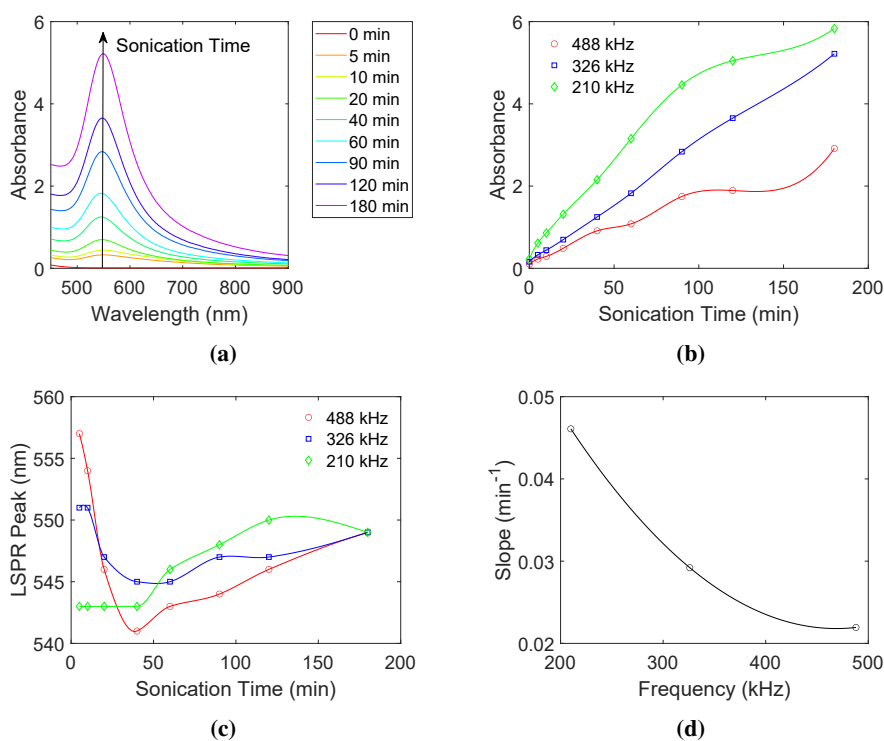 6
4
2
0
Absorbance
500 600 700 800 900
Wavelength (nm)
Sonication Time
0 min
5 min
10 min
20 min
40 min
60 min
90 min
120 min
180 min
(a)
6
4
2
0
Absorbance
488 kHz
326 kHz
210 kHz
0 50 100 150 200
Sonication Time (min)
(b)
560
555
550
545
540
LSPR Peak (nm)
488 kHz
326 kHz
210 kHz
0 50 100 150 200
Sonication Time (min)
(c)
0.05
0.04
0.03
0.02
Slope (min⁻¹)
200 300 400 500
Frequency (kHz)
(d)